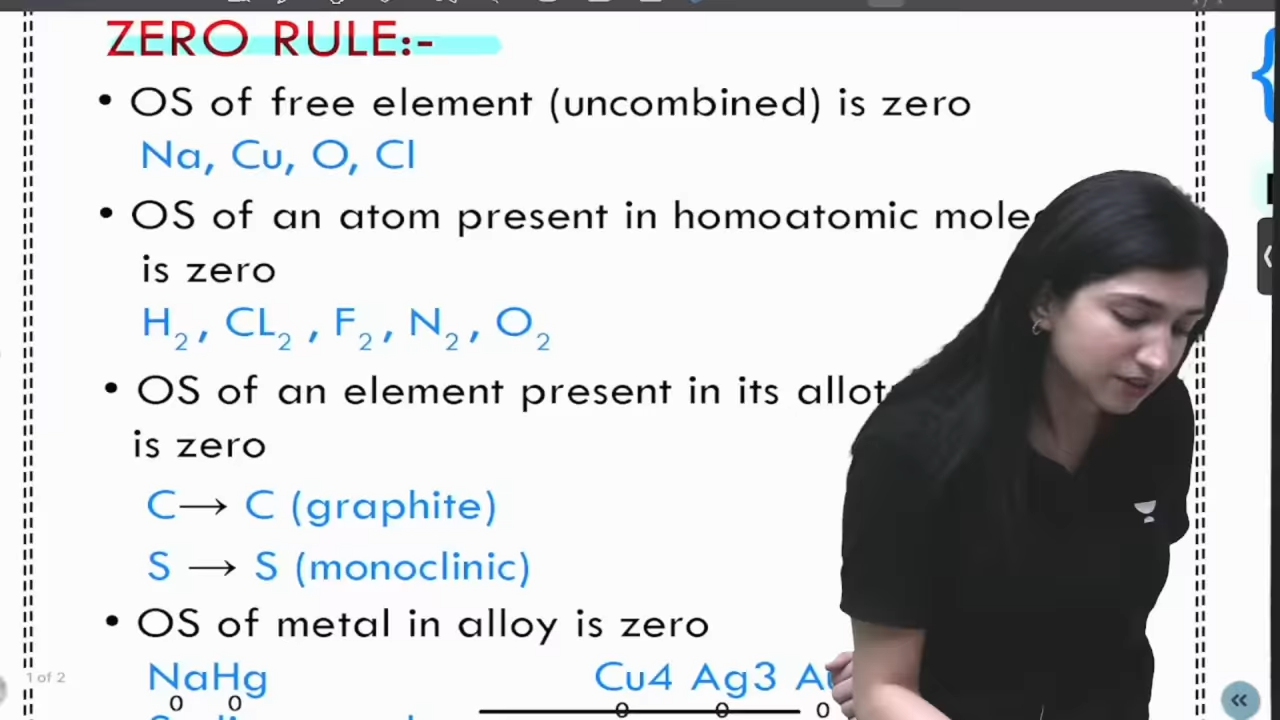 ZERO RULE:-
• OS of free element (uncombined) is zero
Na, Cu, O, Cl
• OS of an atom present in homoatomic
is zero
H₂, CL₂, F₂, N₂, O₂
• OS of an element present in its
is zero
C→ C (graphite)
S → S (monoclinic)
• OS of metal in alloy is zero
NaHg Cu4 Ag3
0 0 0 0 0
1 of 2